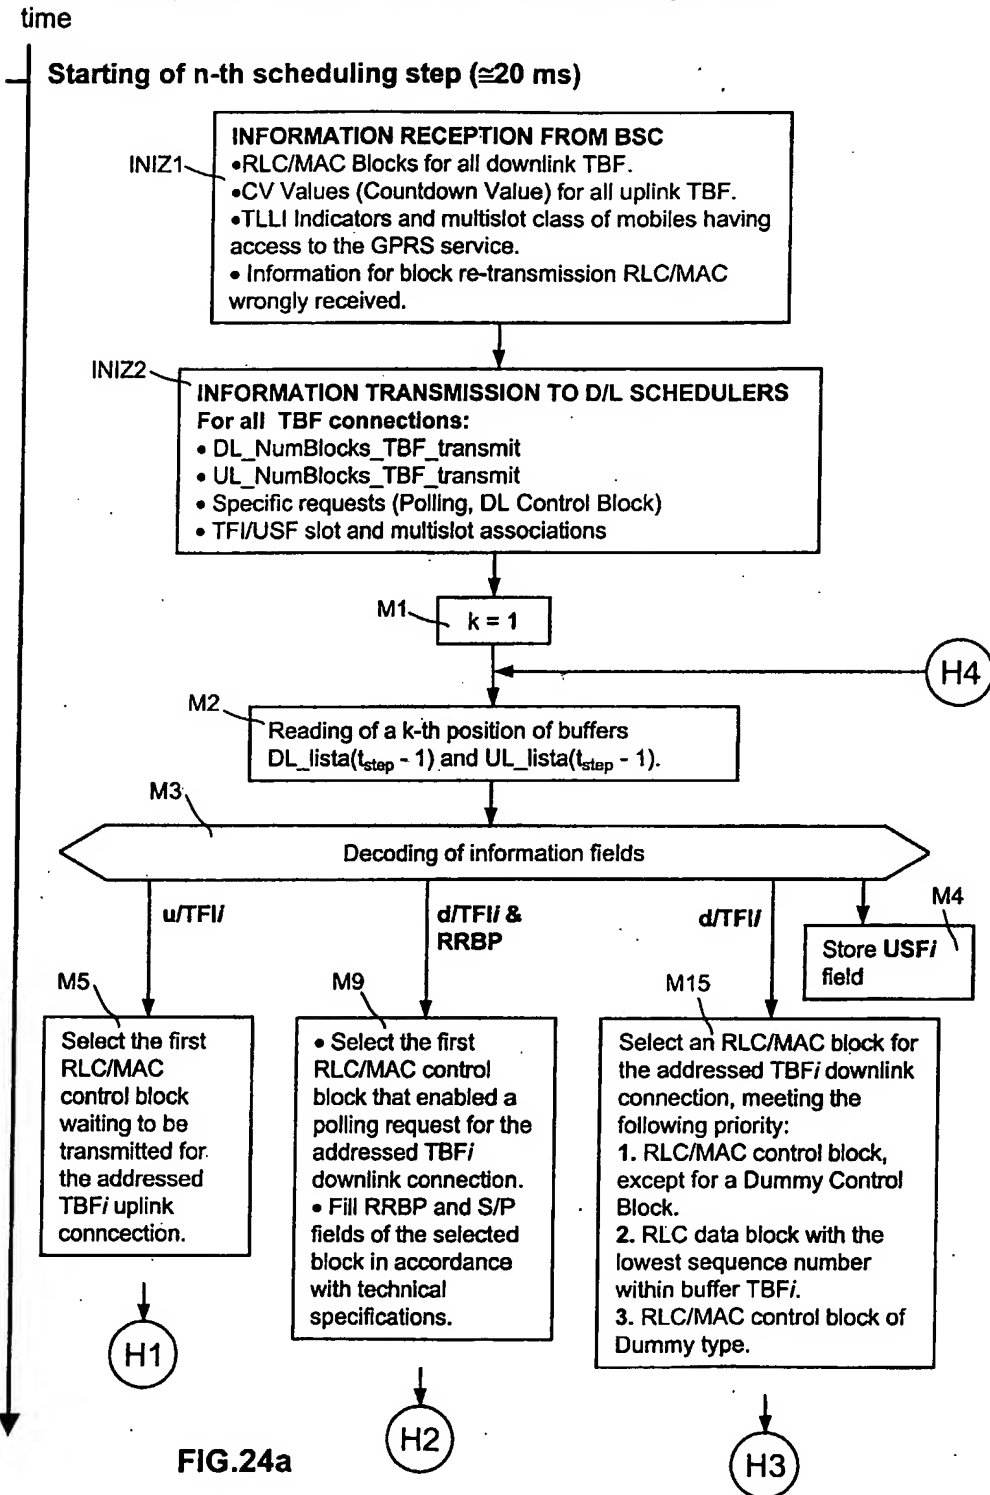 time
Starting of n-th scheduling step (≅20 ms)
INIZ1
INFORMATION RECEPTION FROM BSC
•RLC/MAC Blocks for all downlink TBF.
•CV Values (Countdown Value) for all uplink TBF.
•TLLI Indicators and multislot class of mobiles having
access to the GPRS service.
• Information for block re-transmission RLC/MAC
wrongly received.
INIZ2
INFORMATION TRANSMISSION TO D/L SCHEDULERS
For all TBF connections:
• DL_NumBlocks_TBF_transmit
• UL_NumBlocks_TBF_transmit
• Specific requests (Polling, DL Control Block)
• TFI/USF slot and multislot associations
M1
k = 1
H4
M2
Reading of a k-th position of buffers
DL_lista(tstep - 1) and UL_lista(tstep - 1).
M3
Decoding of information fields
u/TFIi
d/TFIi &
RRBP
d/TFIi
M4
Store USFi
field
M5
Select the first
RLC/MAC
control block
waiting to be
transmitted for
the addressed
TBFi uplink
conncection.
M9
• Select the first
RLC/MAC control
block that enabled a
polling request for the
addressed TBFi
downlink connection.
• Fill RRBP and S/P
fields of the selected
block in accordance
with technical
specifications.
M15
Select an RLC/MAC block for
the addressed TBFi downlink
connection, meeting the
following priority:
1. RLC/MAC control block,
except for a Dummy Control
Block.
2. RLC data block with the
lowest sequence number
within buffer TBFi.
3. RLC/MAC control block of
Dummy type.
H1
H2
H3
FIG.24a